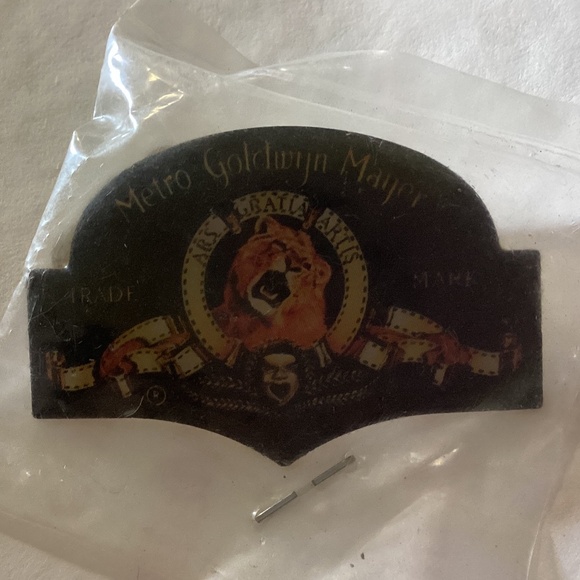 Metro Goldwyn Mayer
ARS GRATIA ARTIS
TRADE MARK
®